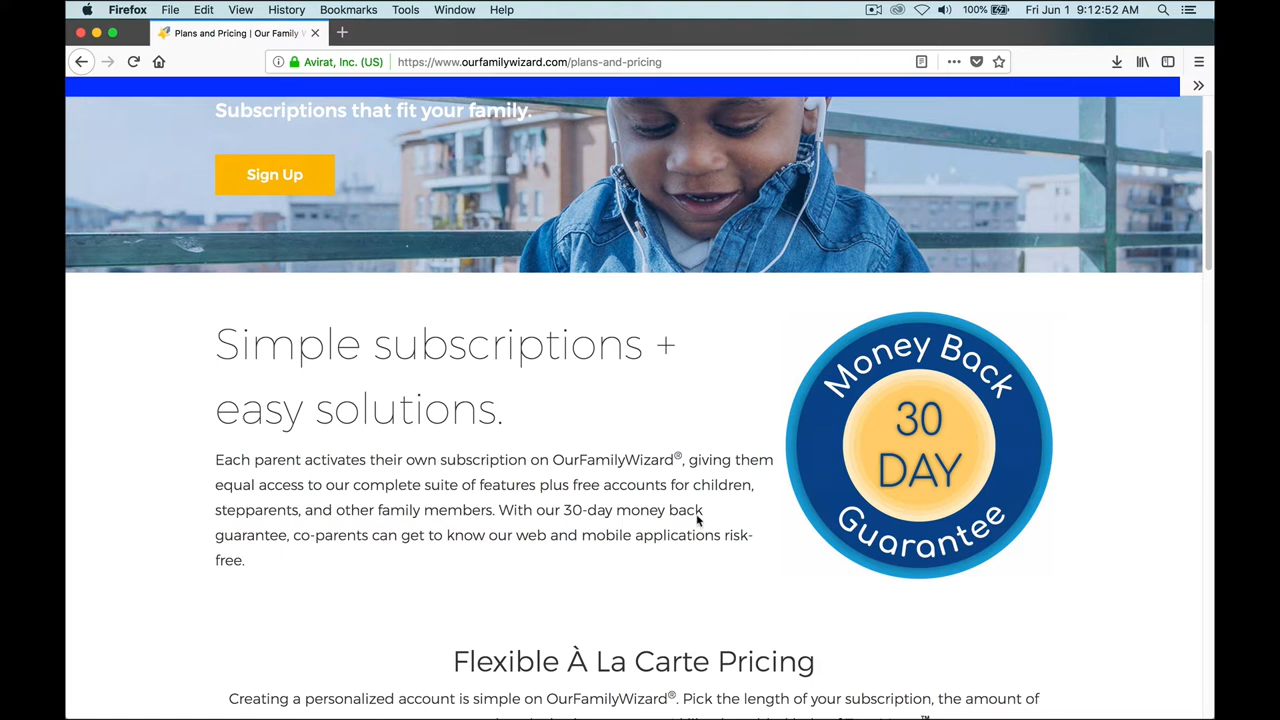 Firefox File Edit View History Bookmarks Tools Window Help 100% Fri Jun 1 9:12:52 AM
Plans and Pricing | Our Family
Avirat, Inc. (US) https://www.ourfamilywizard.com/plans-and-pricing
Subscriptions that fit your family.
Sign Up
Simple subscriptions +
easy solutions.
Each parent activates their own subscription on OurFamilyWizard®, giving them
equal access to our complete suite of features plus free accounts for children,
stepparents, and other family members. With our 30-day money back
guarantee, co-parents can get to know our web and mobile applications risk-
free.
Money Back
30
DAY
Guarantee
Flexible À La Carte Pricing
Creating a personalized account is simple on OurFamilyWizard®. Pick the length of your subscription, the amount of